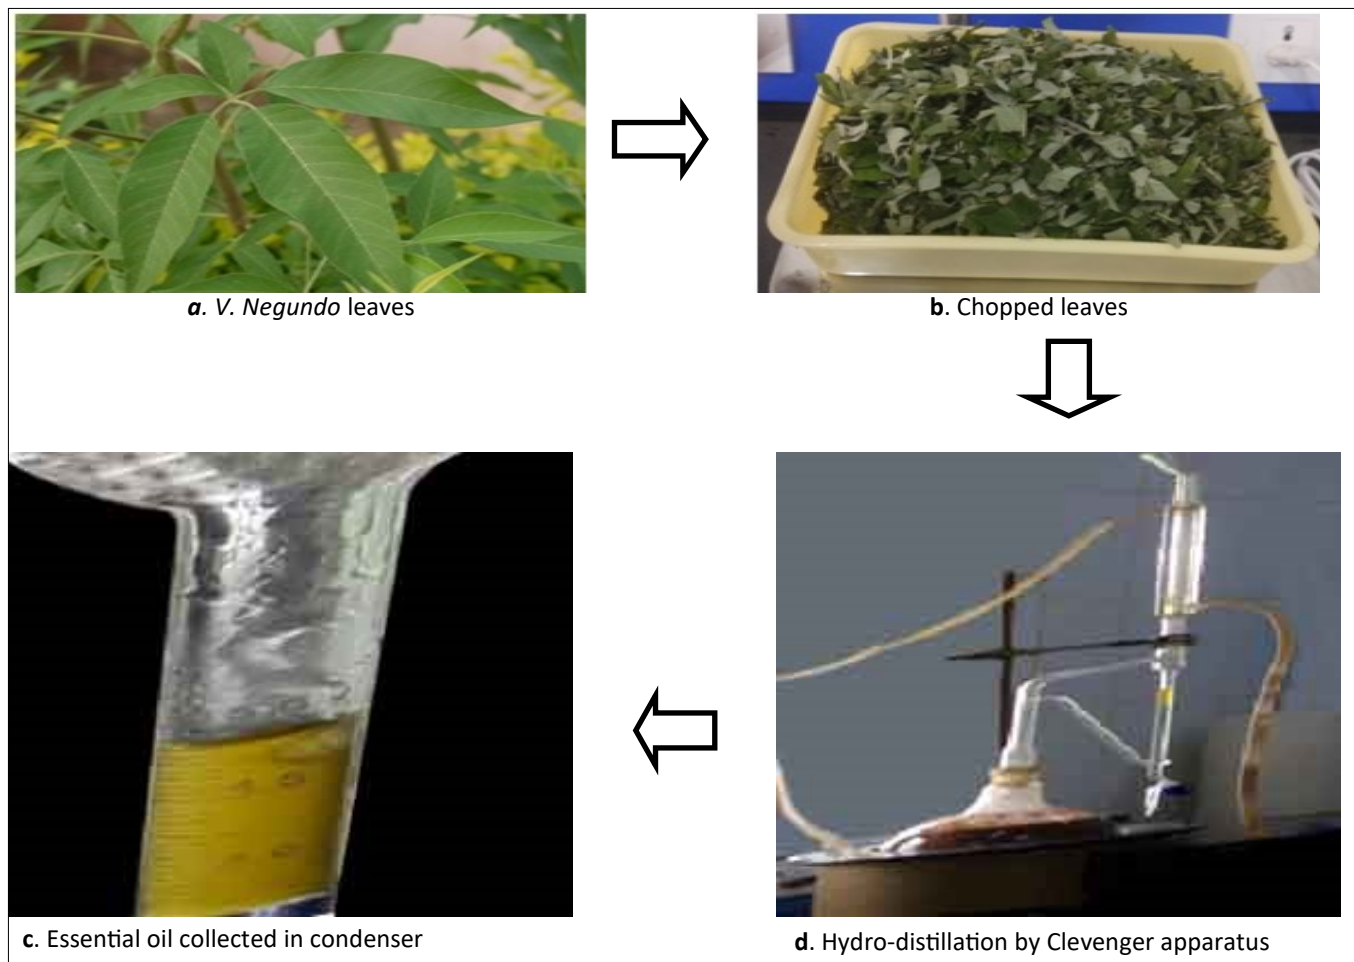 a. V. Negundo leaves
b. Chopped leaves
c. Essential oil collected in condenser
d. Hydro-distillation by Clevenger apparatus